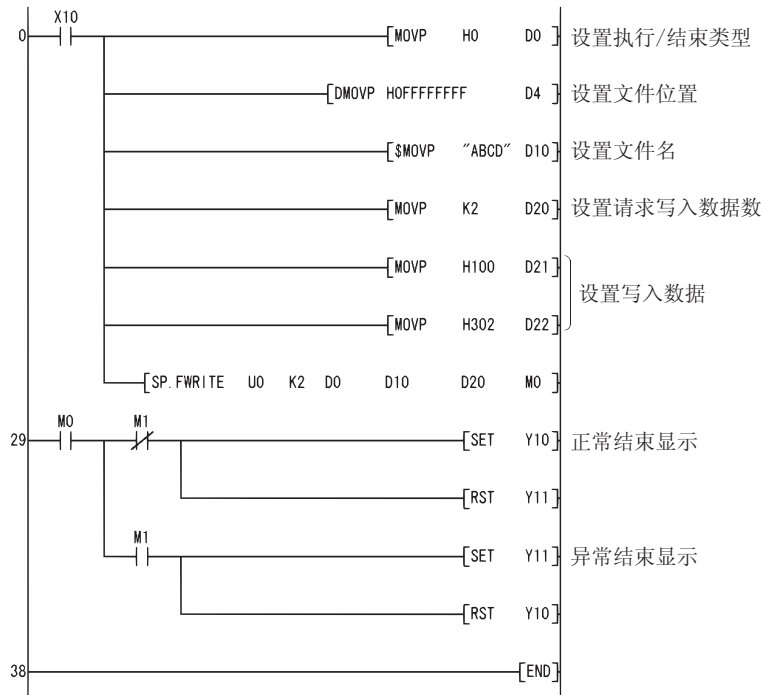 X10
0 [MOVP H0 D0] 设置执行/结束类型
[DMOVP H0FFFFFFFF D4] 设置文件位置
[$MOVP "ABCD" D10] 设置文件名
[MOVP K2 D20] 设置请求写入数据数
[MOVP H100 D21]
设置写入数据
[MOVP H302 D22]
[SP.FWRITE U0 K2 D0 D10 D20 M0]
M0 M1
29 [SET Y10] 正常结束显示
[RST Y11]
M1
[SET Y11] 异常结束显示
[RST Y10]
38 [END]